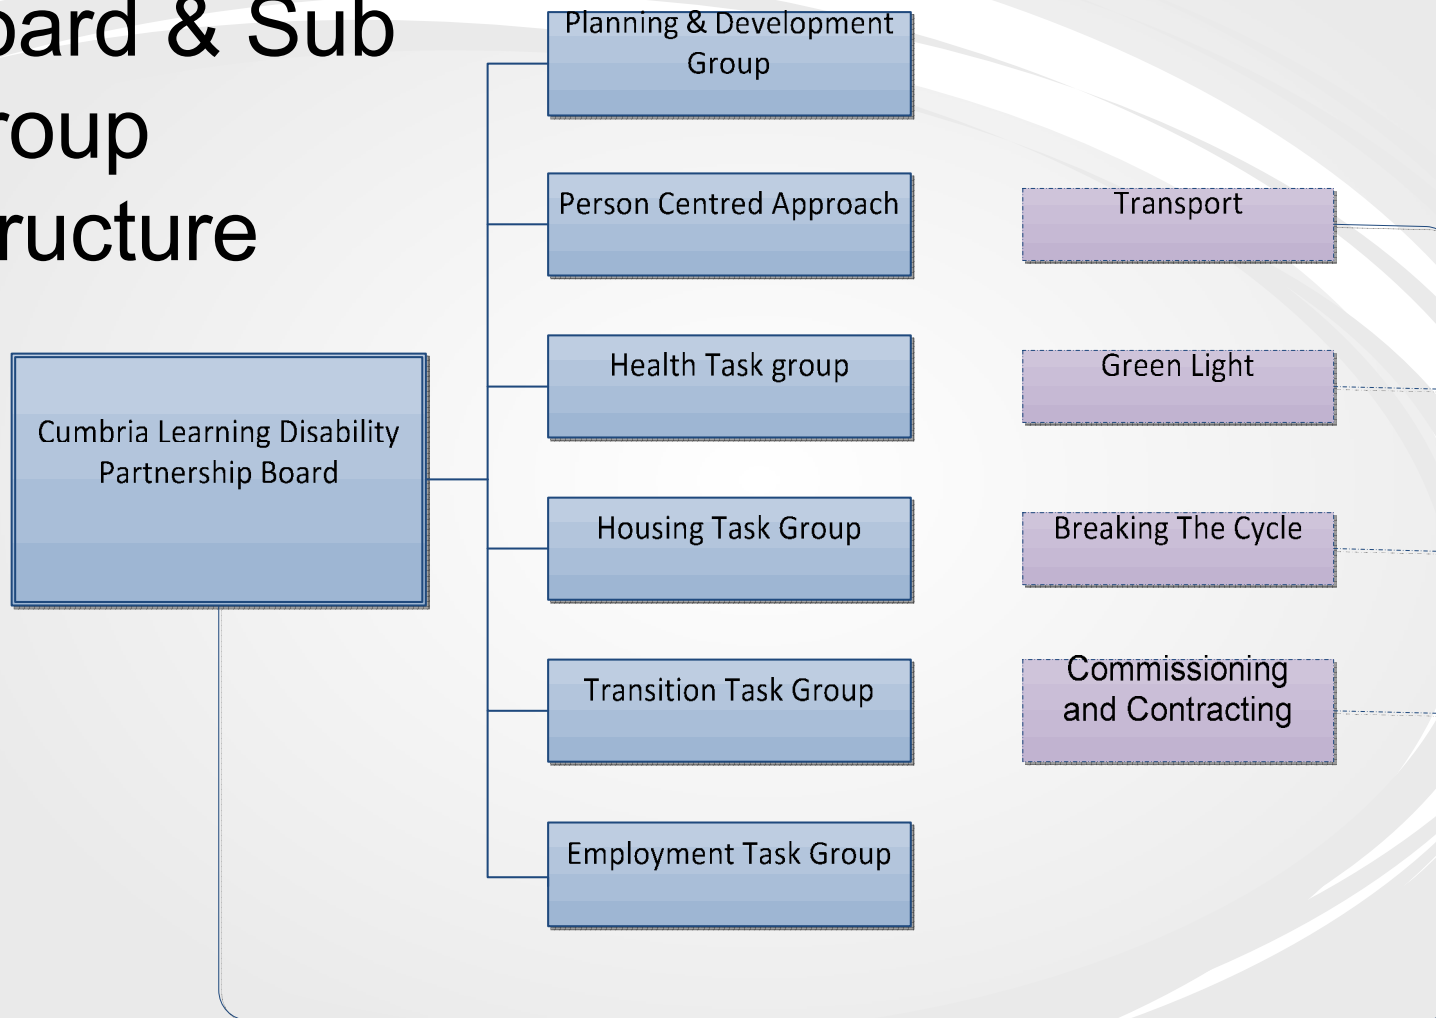 oard & Sub
roup
ructure
Planning & Development
Group
Person Centred Approach
Transport
Health Task group
Green Light
Cumbria Learning Disability
Partnership Board
Housing Task Group
Breaking The Cycle
Transition Task Group
Commissioning
and Contracting
Employment Task Group